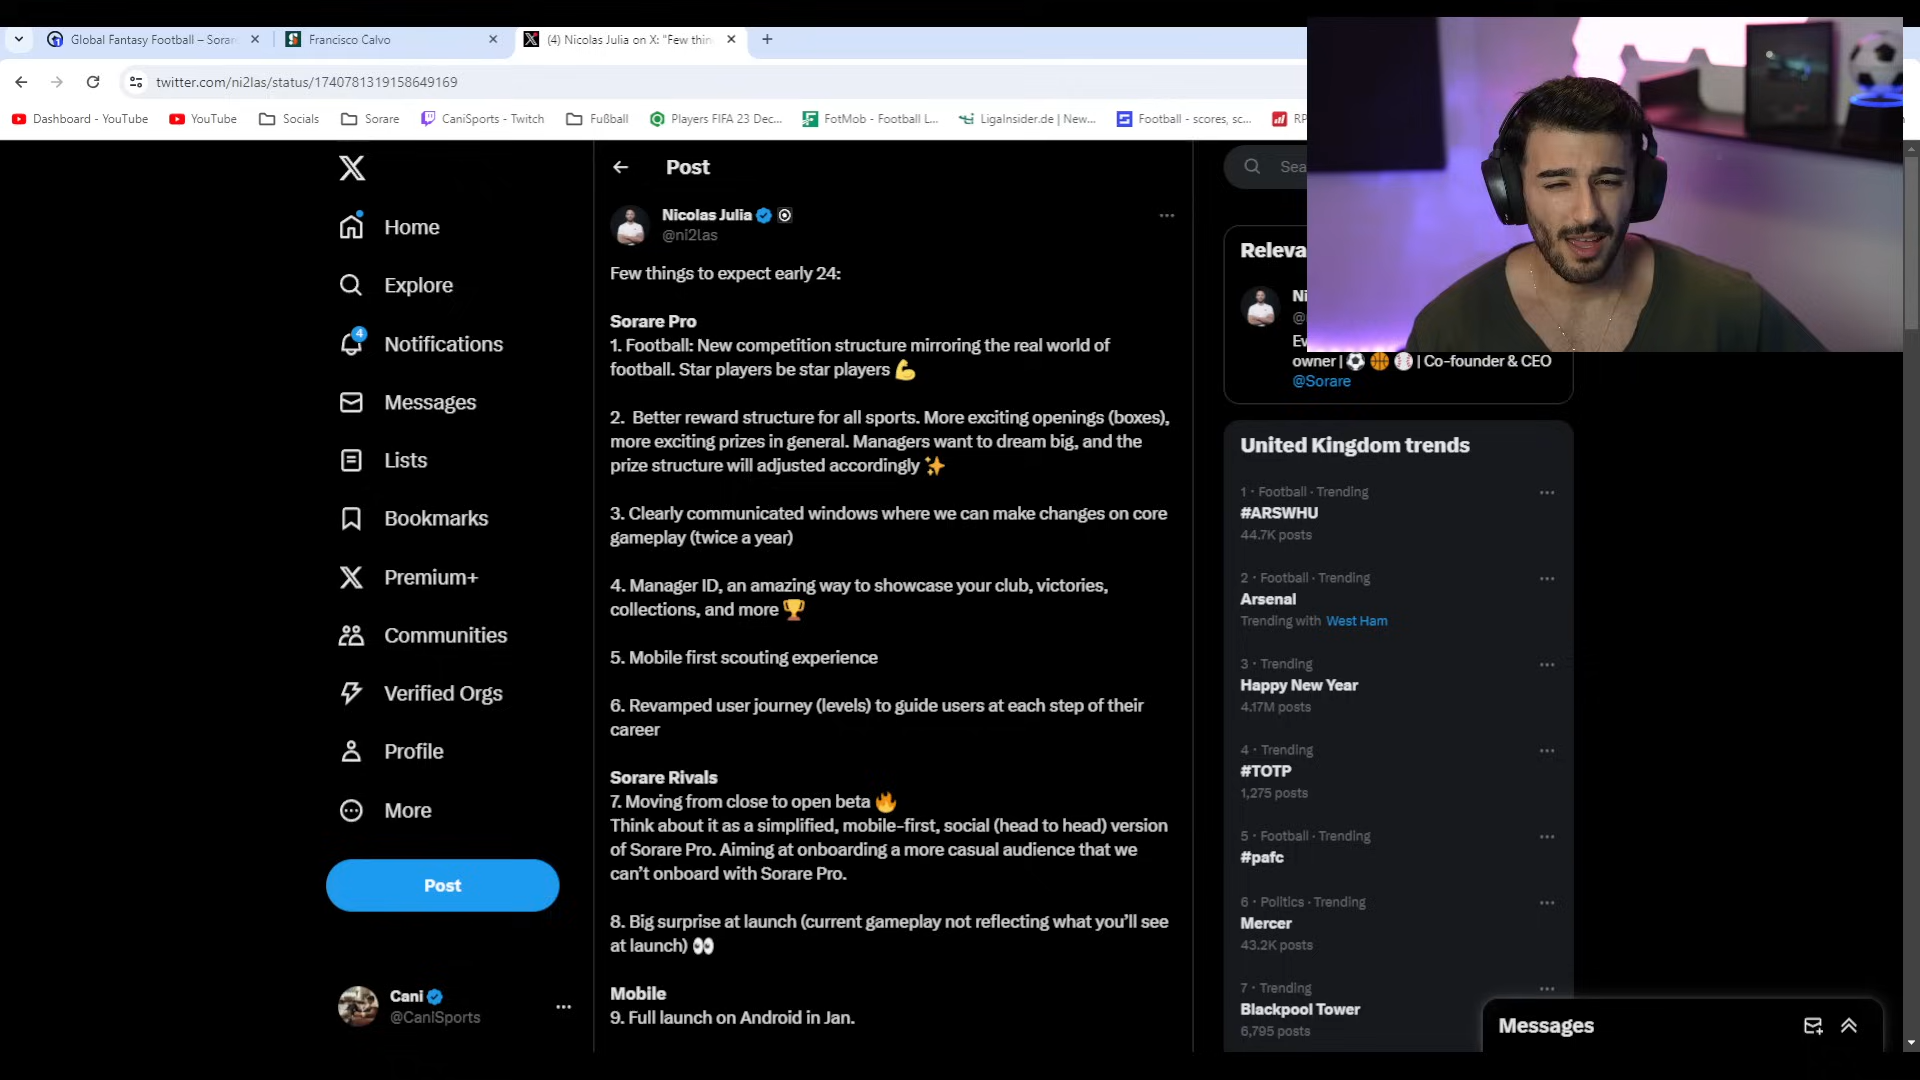 Global Fantasy Football – Sorar
Francisco Calvo
(4) Nicolas Julia on X: "Few thin
twitter.com/ni2las/status/1740781319158649169
Dashboard - YouTube
YouTube
Socials
Sorare
CaniSports - Twitch
Fußball
Players FIFA 23 Dec...
FotMob - Football L...
LigaInsider.de | New...
Football - scores, sc...
Home
Explore
4
Notifications
Messages
Lists
Bookmarks
Premium+
Communities
Verified Orgs
Profile
More
Post
Cani
@CaniSports
Post
Nicolas Julia
@ni2las
Few things to expect early 24:
Sorare Pro
1. Football: New competition structure mirroring the real world of
football. Star players be star players 💪
2. Better reward structure for all sports. More exciting openings (boxes),
more exciting prizes in general. Managers want to dream big, and the
prize structure will adjusted accordingly ✨
3. Clearly communicated windows where we can make changes on core
gameplay (twice a year)
4. Manager ID, an amazing way to showcase your club, victories,
collections, and more 🏆
5. Mobile first scouting experience
6. Revamped user journey (levels) to guide users at each step of their
career
Sorare Rivals
7. Moving from close to open beta 🔥
Think about it as a simplified, mobile-first, social (head to head) version
of Sorare Pro. Aiming at onboarding a more casual audience that we
can't onboard with Sorare Pro.
8. Big surprise at launch (current gameplay not reflecting what you'll see
at launch) 👀
Mobile
9. Full launch on Android in Jan.
Sea
Releva
Ni
@
Ev
owner | ⚽ 🏀 ⚾ | Co-founder & CEO
@Sorare
United Kingdom trends
1 · Football · Trending
#ARSWHU
44.7K posts
2 · Football · Trending
Arsenal
Trending with West Ham
3 · Trending
Happy New Year
4.17M posts
4 · Trending
#TOTP
1,275 posts
5 · Football · Trending
#pafc
6 · Politics · Trending
Mercer
43.2K posts
7 · Trending
Blackpool Tower
6,795 posts
Messages